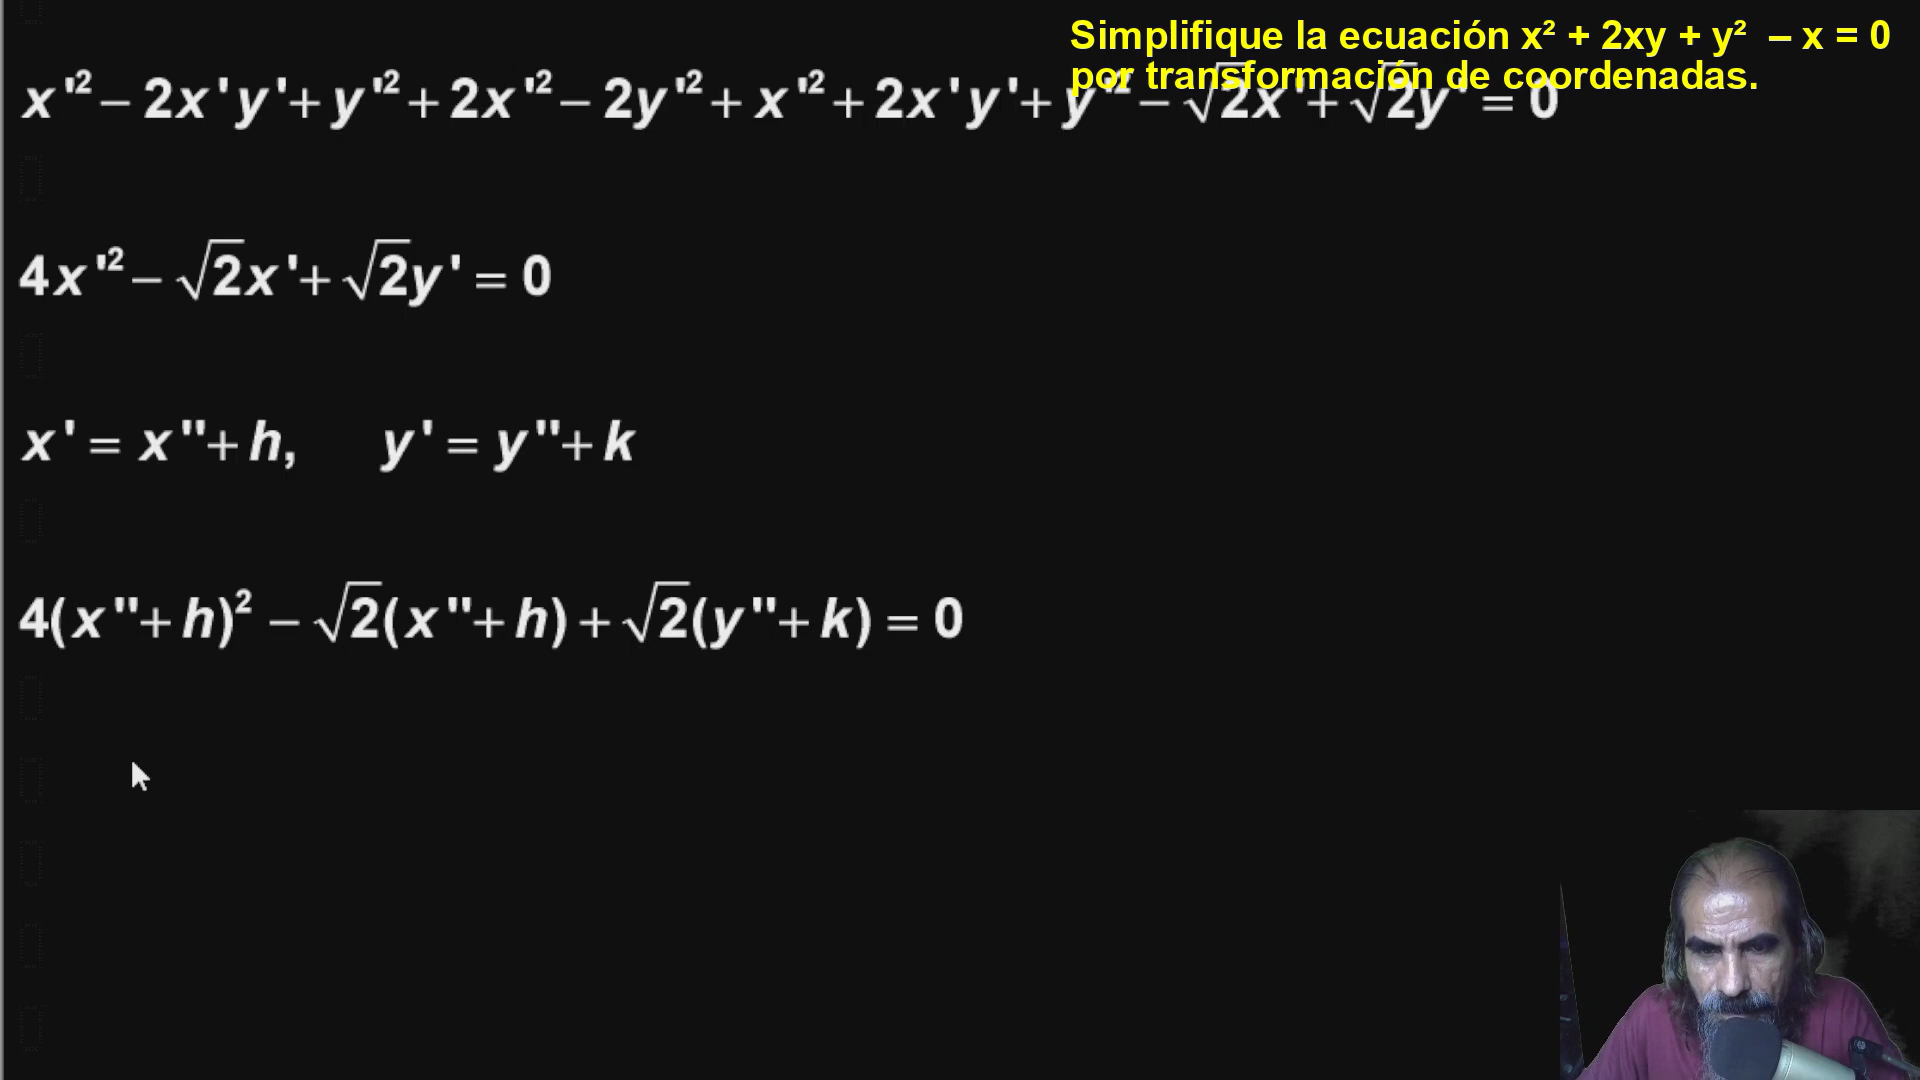 Simplifique la ecuación x² + 2xy + y² – x = 0
por transformación de coordenadas.
x'² – 2x'y'+ y'² + 2x'² – 2y'² + x'² + 2x'y'+ y'² – √2x'+ √2y' = 0
4x'² – √2x'+ √2y' = 0
x' = x''+ h, y' = y''+ k
4(x''+ h)² – √2(x''+ h) + √2(y''+ k) = 0